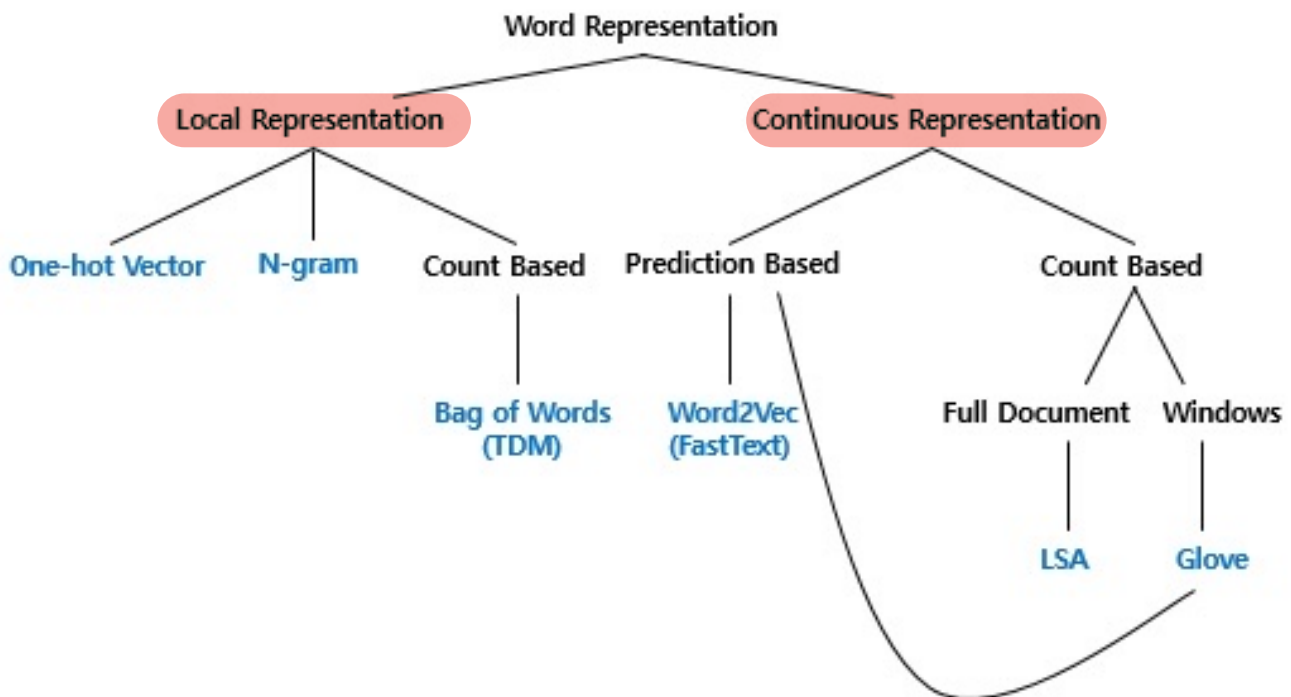 Word Representation
Local Representation
Continuous Representation
One-hot Vector
N-gram
Count Based
Prediction Based
Count Based
Bag of Words
(TDM)
Word2Vec
(FastText)
Full Document
Windows
LSA
Glove